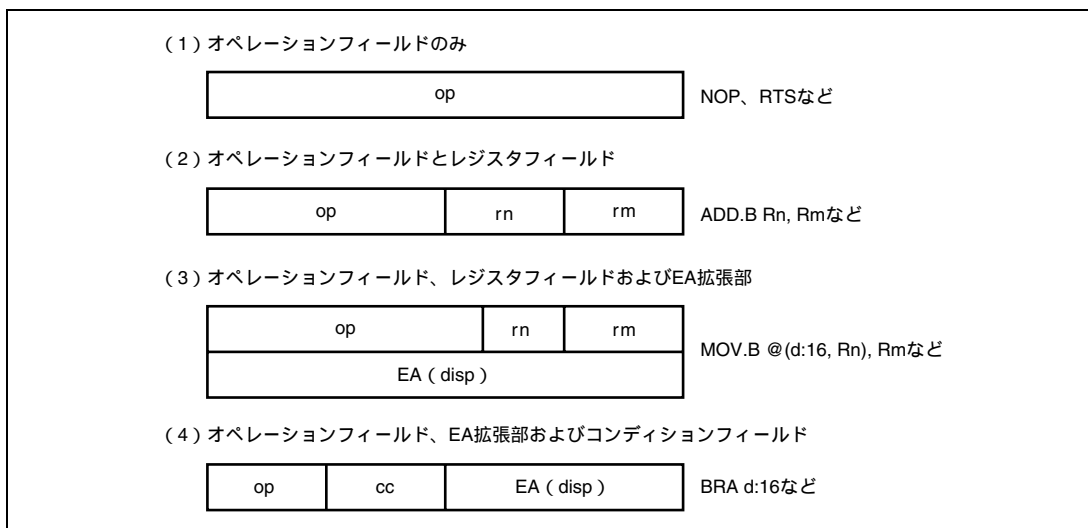 (1)オペレーションフィールドのみ
op
NOP、RTSなど
(2)オペレーションフィールドとレジスタフィールド
op rn rm
ADD.B Rn, Rmなど
(3)オペレーションフィールド、レジスタフィールドおよびEA拡張部
op rn rm
EA(disp)
MOV.B @(d:16, Rn), Rmなど
(4)オペレーションフィールド、EA拡張部およびコンディションフィールド
op cc EA(disp)
BRA d:16など